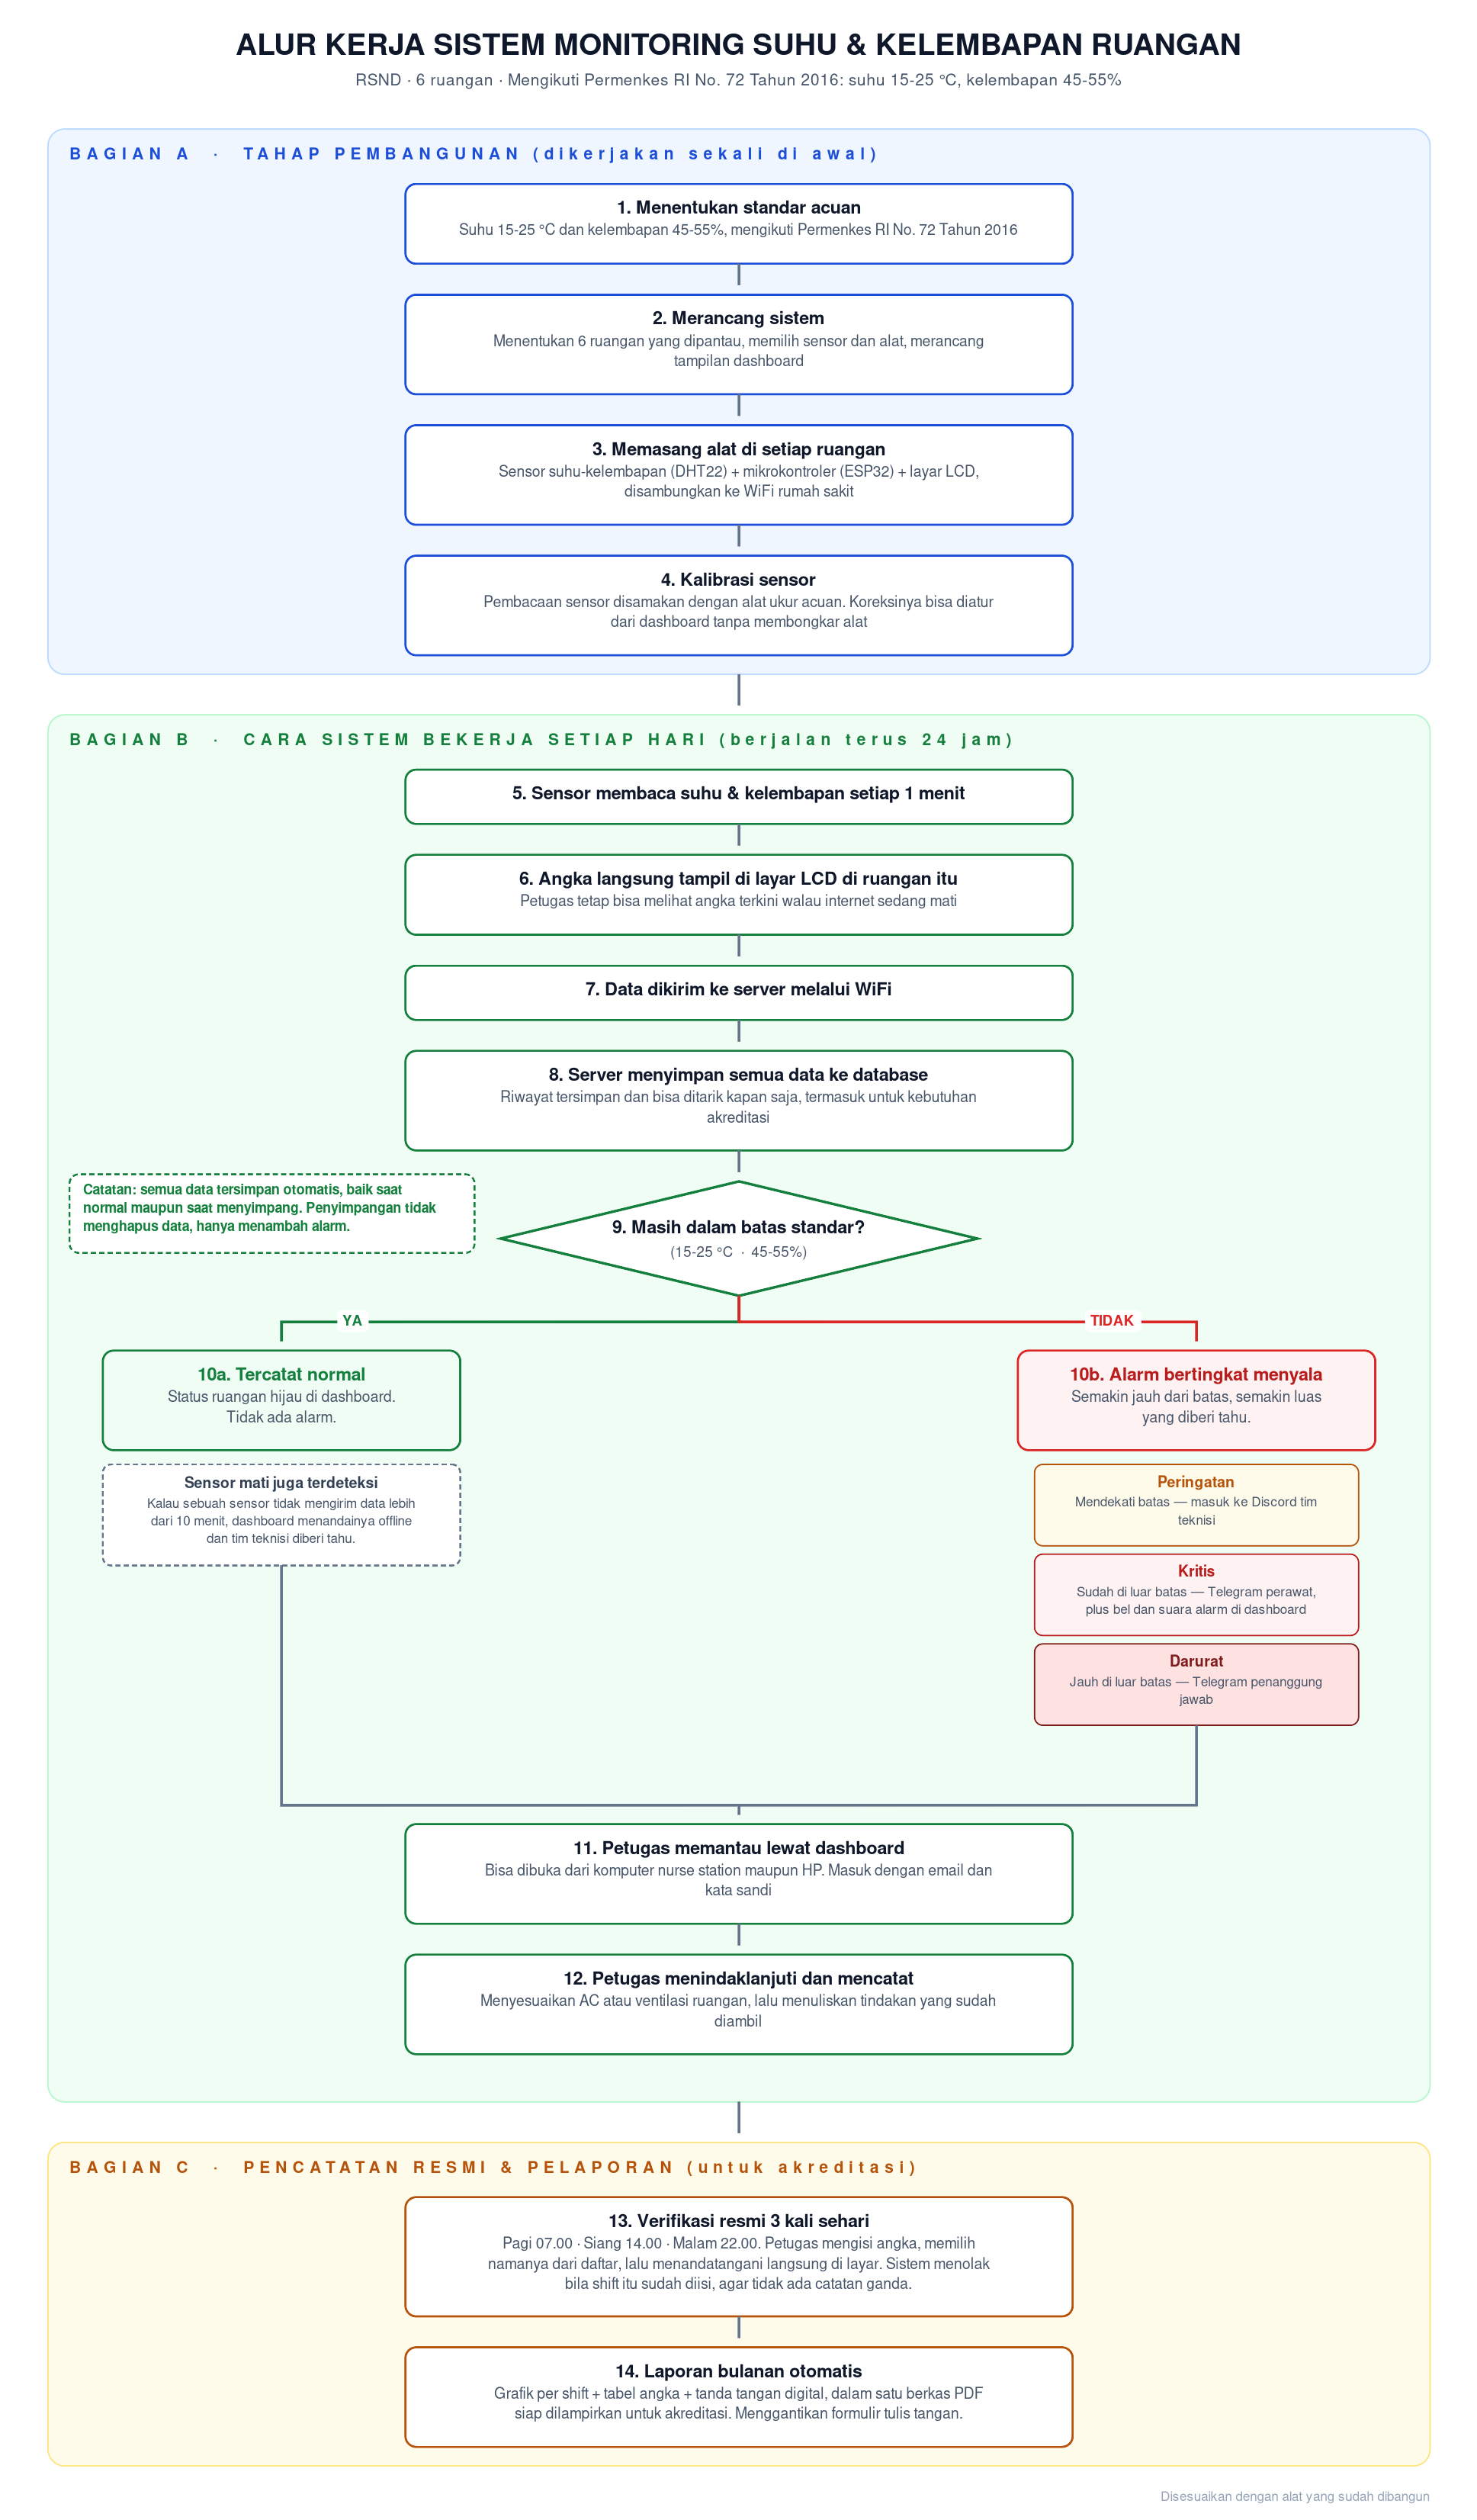 ALUR KERJA SISTEM MONITORING SUHU & KELEMBAPAN RUANGAN
RSND · 6 ruangan · Mengikuti Permenkes RI No. 72 Tahun 2016: suhu 15-25 °C, kelembapan 45-55%
BAGIAN A · TAHAP PEMBANGUNAN (dikerjakan sekali di awal)
1. Menentukan standar acuan
Suhu 15-25 °C dan kelembapan 45-55%, mengikuti Permenkes RI No. 72 Tahun 2016
2. Merancang sistem
Menentukan 6 ruangan yang dipantau, memilih sensor dan alat, merancang
tampilan dashboard
3. Memasang alat di setiap ruangan
Sensor suhu-kelembapan (DHT22) + mikrokontroler (ESP32) + layar LCD,
disambungkan ke WiFi rumah sakit
4. Kalibrasi sensor
Pembacaan sensor disamakan dengan alat ukur acuan. Koreksinya bisa diatur
dari dashboard tanpa membongkar alat
BAGIAN B · CARA SISTEM BEKERJA SETIAP HARI (berjalan terus 24 jam)
5. Sensor membaca suhu & kelembapan setiap 1 menit
6. Angka langsung tampil di layar LCD di ruangan itu
Petugas tetap bisa melihat angka terkini walau internet sedang mati
7. Data dikirim ke server melalui WiFi
8. Server menyimpan semua data ke database
Riwayat tersimpan dan bisa ditarik kapan saja, termasuk untuk kebutuhan
akreditasi
Catatan: semua data tersimpan otomatis, baik saat
normal maupun saat menyimpang. Penyimpangan tidak
menghapus data, hanya menambah alarm.
9. Masih dalam batas standar?
(15-25 °C · 45-55%)
YA
TIDAK
10a. Tercatat normal
Status ruangan hijau di dashboard.
Tidak ada alarm.
Sensor mati juga terdeteksi
Kalau sebuah sensor tidak mengirim data lebih
dari 10 menit, dashboard menandainya offline
dan tim teknisi diberi tahu.
10b. Alarm bertingkat menyala
Semakin jauh dari batas, semakin luas
yang diberi tahu.
Peringatan
Mendekati batas — masuk ke Discord tim
teknisi
Kritis
Sudah di luar batas — Telegram perawat,
plus bel dan suara alarm di dashboard
Darurat
Jauh di luar batas — Telegram penanggung
jawab
11. Petugas memantau lewat dashboard
Bisa dibuka dari komputer nurse station maupun HP. Masuk dengan email dan
kata sandi
12. Petugas menindaklanjuti dan mencatat
Menyesuaikan AC atau ventilasi ruangan, lalu menuliskan tindakan yang sudah
diambil
BAGIAN C · PENCATATAN RESMI & PELAPORAN (untuk akreditasi)
13. Verifikasi resmi 3 kali sehari
Pagi 07.00 · Siang 14.00 · Malam 22.00. Petugas mengisi angka, memilih
namanya dari daftar, lalu menandatangani langsung di layar. Sistem menolak
bila shift itu sudah diisi, agar tidak ada catatan ganda.
14. Laporan bulanan otomatis
Grafik per shift + tabel angka + tanda tangan digital, dalam satu berkas PDF
siap dilampirkan untuk akreditasi. Menggantikan formulir tulis tangan.
Disesuaikan dengan alat yang sudah dibangun